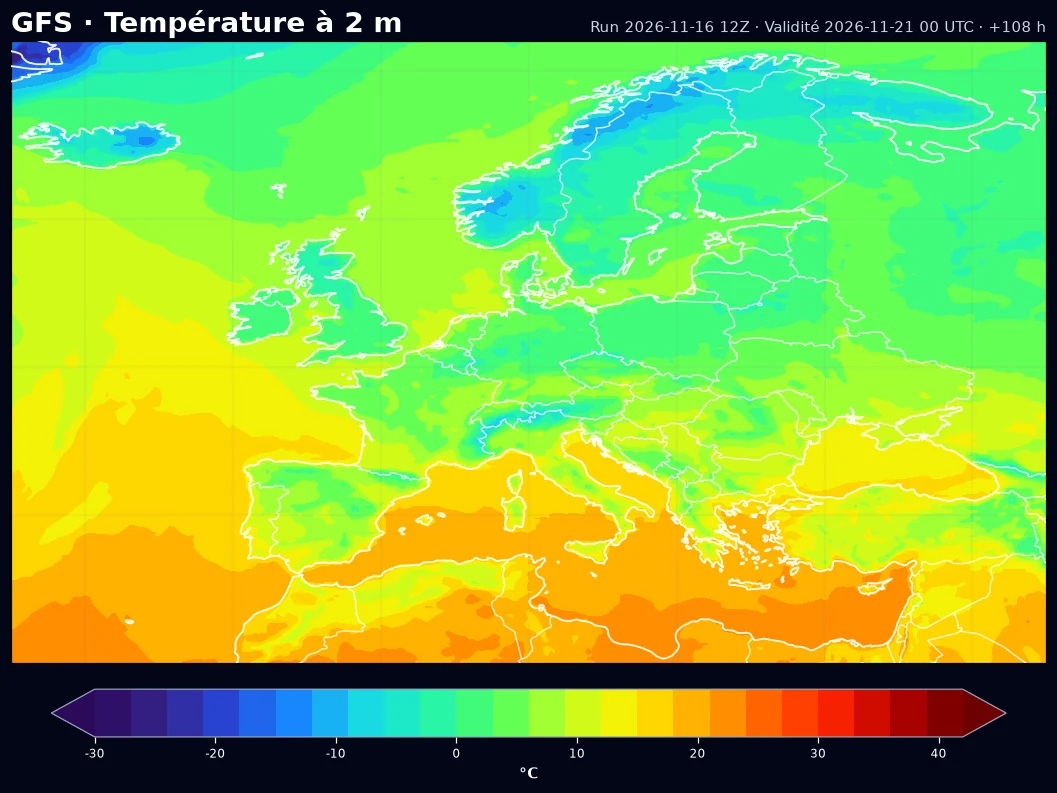 GFS · Température à 2 m
Run 2026-11-16 12Z · Validité 2026-11-21 00 UTC · +108 h
-30 -20 -10 0 10 20 30 40
°C